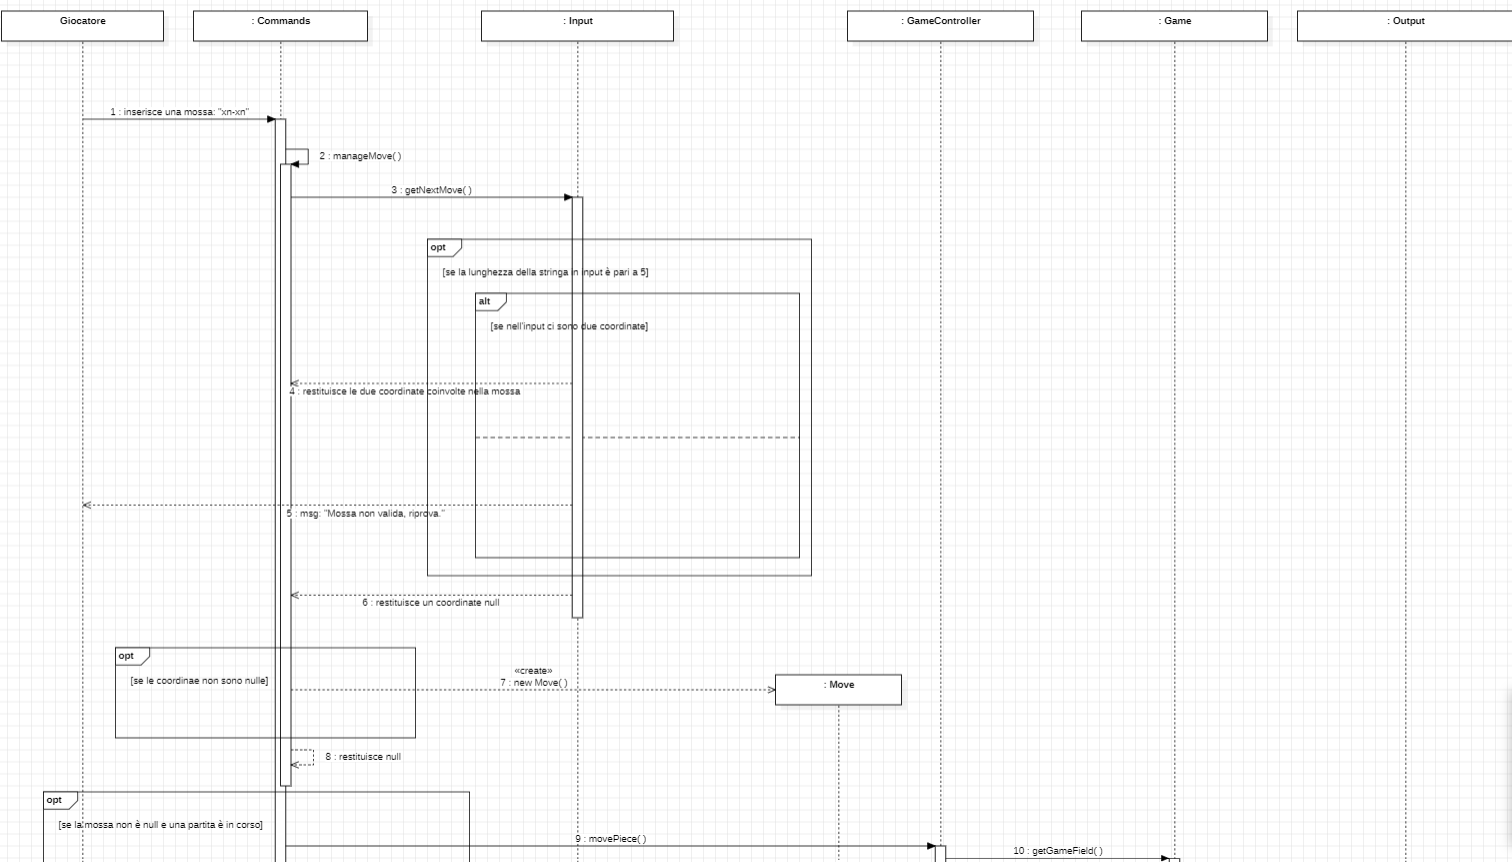 Giocatore
: Commands
: Input
: GameController
: Game
: Output
1 : inserisce una mossa: "xn-xn"
2 : manageMove( )
3 : getNextMove( )
opt
[se la lunghezza della stringa in input è pari a 5]
alt
[se nell'input ci sono due coordinate]
4 : restituisce le due coordinate coinvolte nella mossa
5 : msg: "Mossa non valida, riprova."
6 : restituisce un coordinate null
opt
[se le coordinae non sono nulle]
«create»
7 : new Move( )
: Move
8 : restituisce null
opt
[se la mossa non è null e una partita è in corso]
9 : movePiece( )
10 : getGameField( )